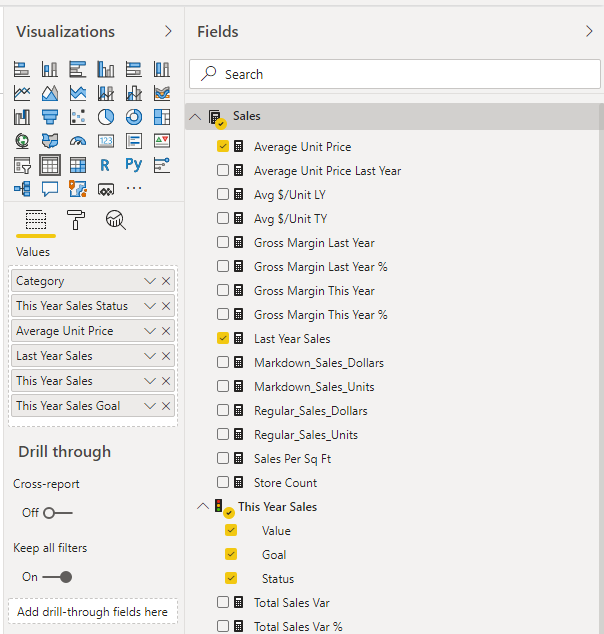 Visualizations
Fields
Search
Sales
Average Unit Price
Average Unit Price Last Year
Avg $/Unit LY
Avg $/Unit TY
Gross Margin Last Year
Gross Margin Last Year %
Gross Margin This Year
Gross Margin This Year %
Last Year Sales
Markdown_Sales_Dollars
Markdown_Sales_Units
Regular_Sales_Dollars
Regular_Sales_Units
Sales Per Sq Ft
Store Count
This Year Sales
Value
Goal
Status
Total Sales Var
Total Sales Var %
123
R
Py
Values
Category
This Year Sales Status
Average Unit Price
Last Year Sales
This Year Sales
This Year Sales Goal
Drill through
Cross-report
Off
Keep all filters
On
Add drill-through fields here